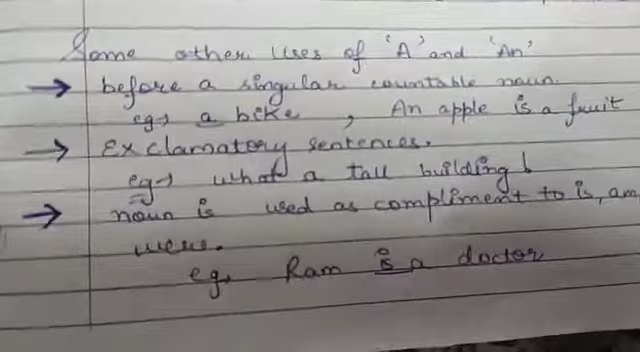 Some other Uses of 'A' and 'An'
→ before a singular countable noun.
eg→ a bike , An apple is a fruit
→ Exclamatory sentences.
eg→ what a tall building!
→ noun is used as compliment to is, am,
were.
eg, Ram is a doctor